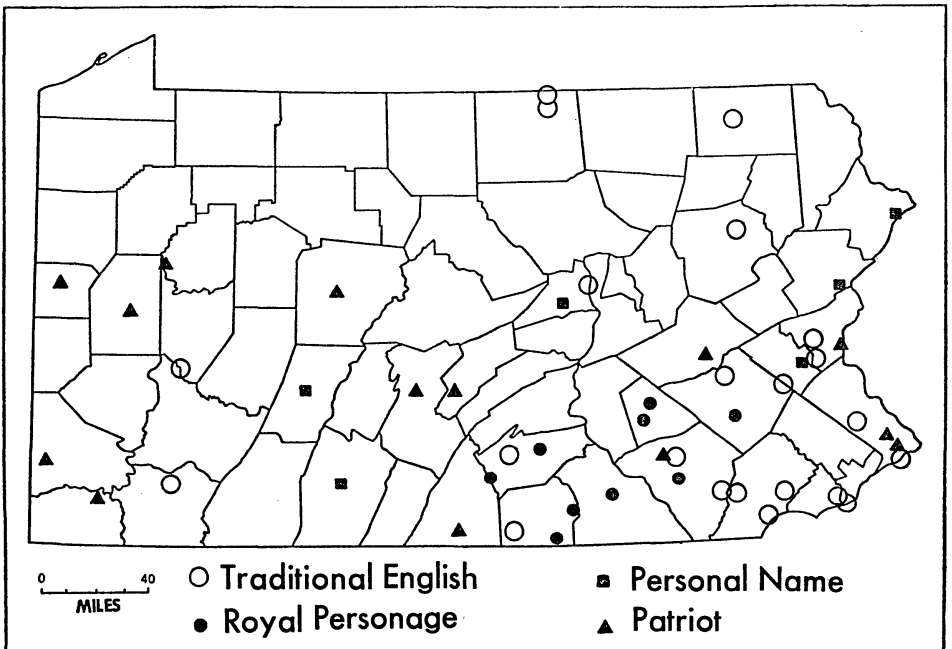 0 40
MILES
Traditional English
Royal Personage
Personal Name
Patriot